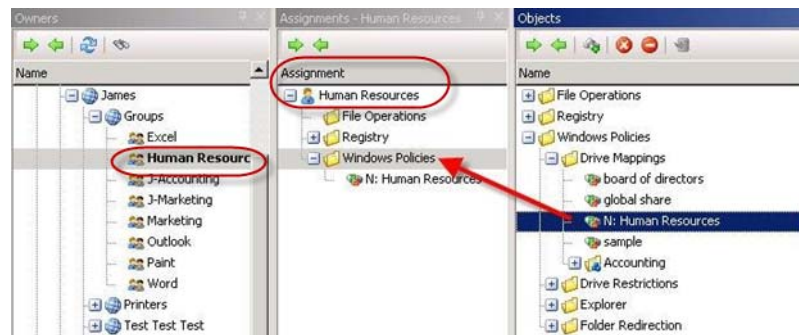 Owners
Name
James
Groups
Excel
Human Resourc
J-Accounting
J-Marketing
Marketing
Outlook
Paint
Word
Printers
Test Test Test
Assignments - Human Resources
Assignment
Human Resources
File Operations
Registry
Windows Policies
N: Human Resources
Objects
Name
File Operations
Registry
Windows Policies
Drive Mappings
board of directors
global share
N: Human Resources
sample
Accounting
Drive Restrictions
Explorer
Folder Redirection